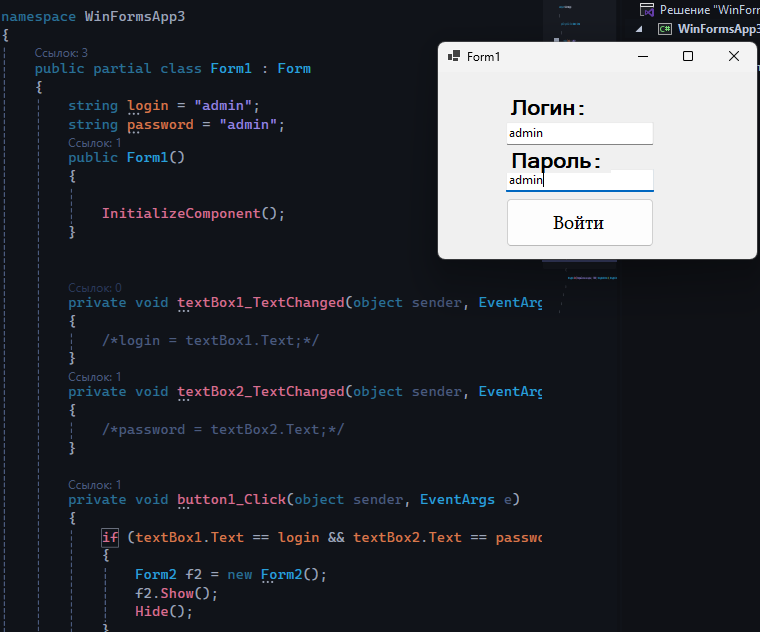 namespace WinFormsApp3
{
Ссылок: 3
public partial class Form1 : Form
{
string login = "admin";
string password = "admin";
Ссылок: 1
public Form1()
{
InitializeComponent();
}
Ссылок: 0
private void textBox1_TextChanged(object sender, EventArg
{
/*login = textBox1.Text;*/
}
Ссылок: 1
private void textBox2_TextChanged(object sender, EventArg
{
/*password = textBox2.Text;*/
}
Ссылок: 1
private void button1_Click(object sender, EventArgs e)
{
if (textBox1.Text == login && textBox2.Text == passwo
{
Form2 f2 = new Form2();
f2.Show();
Hide();
}
Решение "WinForm
C# WinFormsApp3
Form1
Логин:
admin
Пароль:
admin
Войти